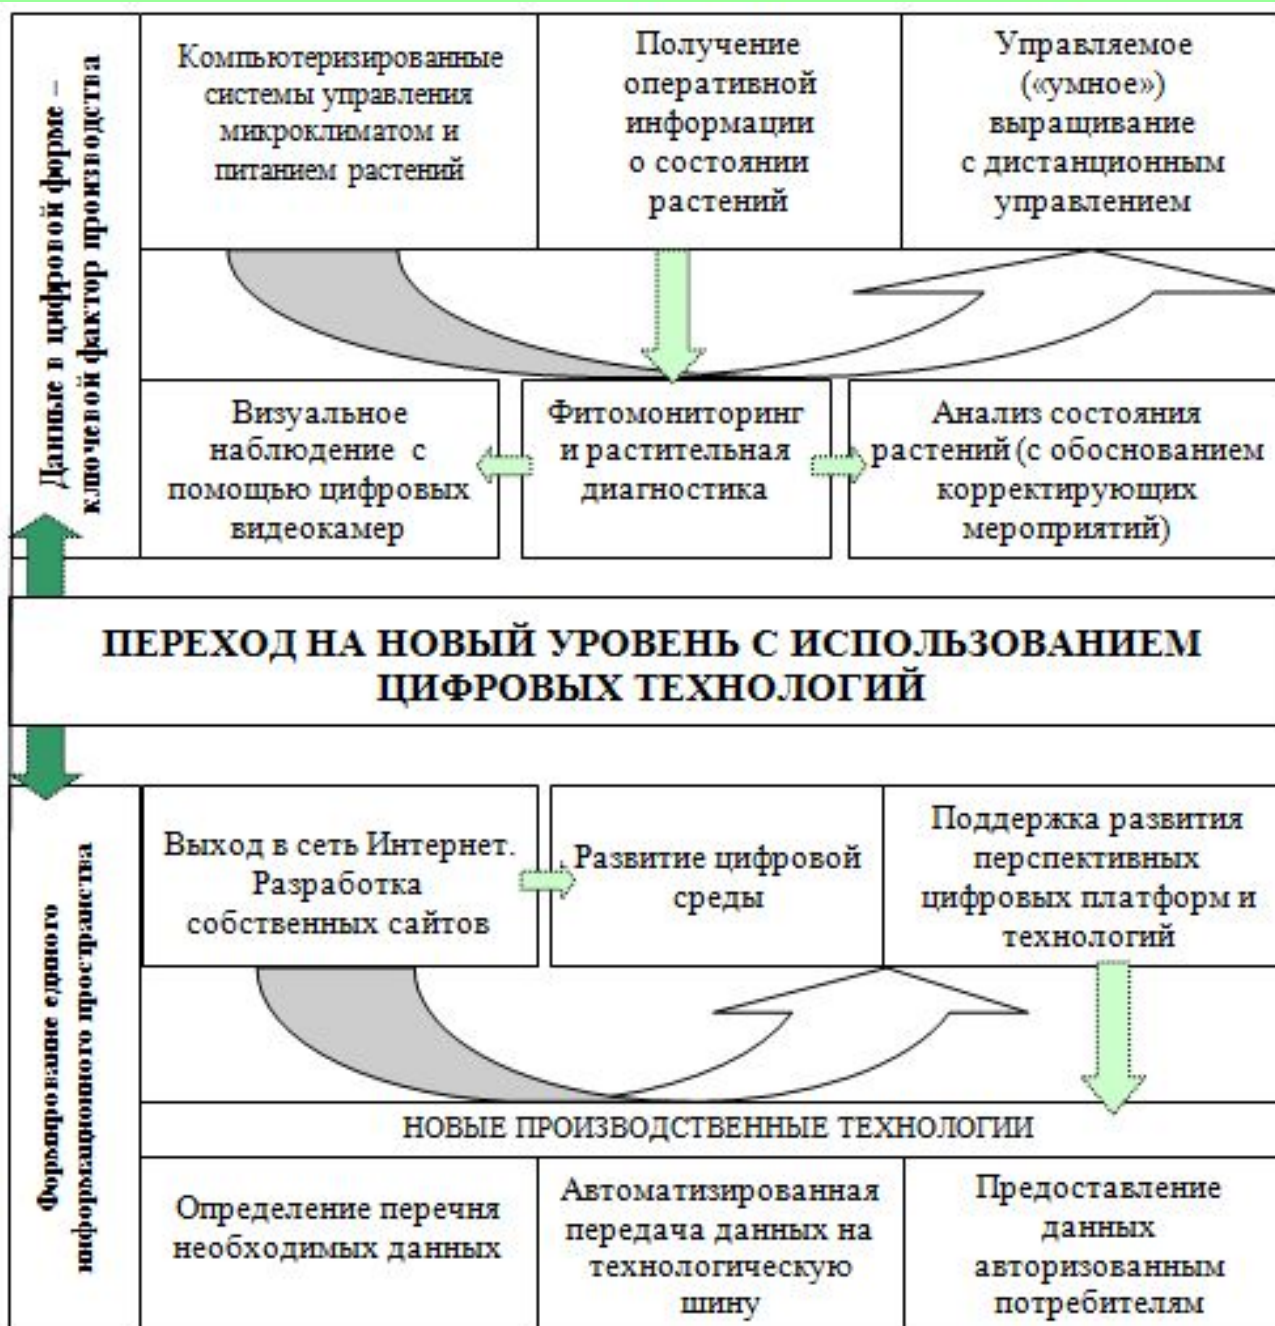 Данные в цифровой форме –
ключевой фактор производства
Компьютеризированные
системы управления
микроклиматом и
питанием растений
Получение
оперативной
информации
о состоянии
растений
Управляемое
(«умное»)
выращивание
с дистанционным
управлением
Визуальное
наблюдение с
помощью цифровых
видеокамер
Фитомониторинг
и растительная
диагностика
Анализ состояния
растений (с обоснованием
корректирующих
мероприятий)
ПЕРЕХОД НА НОВЫЙ УРОВЕНЬ С ИСПОЛЬЗОВАНИЕМ
ЦИФРОВЫХ ТЕХНОЛОГИЙ
Формирование единого
информационного пространства
Выход в сеть Интернет.
Разработка
собственных сайтов
Развитие цифровой
среды
Поддержка развития
перспективных
цифровых платформ и
технологий
НОВЫЕ ПРОИЗВОДСТВЕННЫЕ ТЕХНОЛОГИИ
Определение перечня
необходимых данных
Автоматизированная
передача данных на
технологическую
шину
Предоставление
данных
авторизованным
потребителям